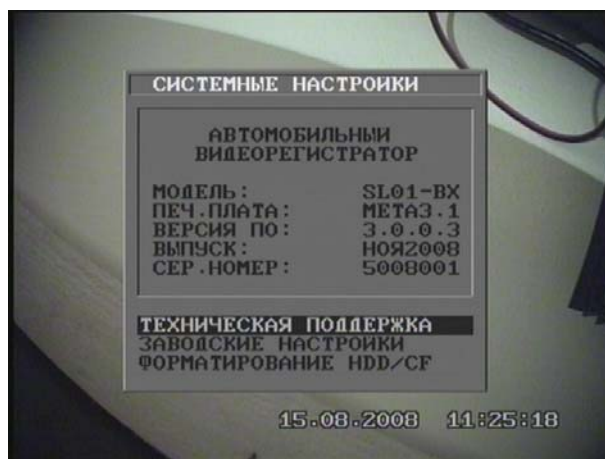 СИСТЕМНЫЕ НАСТРОЙКИ
АВТОМОБИЛЬНЫЙ
ВИДЕОРЕГИСТРАТОР
МОДЕЛЬ: SL01-BX
ПЕЧ.ПЛАТА: МЕТА3.1
ВЕРСИЯ ПО: 3.0.0.3
ВЫПУСК: НОЯ2008
СЕР.НОМЕР: 5008001
ТЕХНИЧЕСКАЯ ПОДДЕРЖКА
ЗАВОДСКИЕ НАСТРОЙКИ
ФОРМАТИРОВАНИЕ HDD/CF
15.08.2008 11:25:18